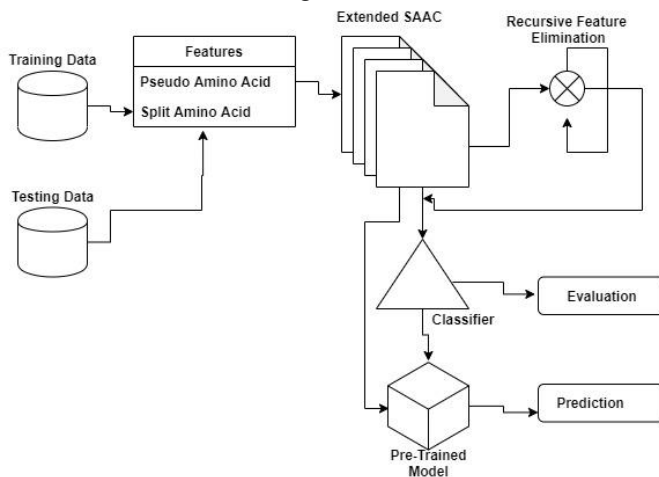 Extended SAAC
Recursive Feature
Elimination
Training Data
Features
Pseudo Amino Acid
Split Amino Acid
Testing Data
Classifier
Evaluation
Prediction
Pre-Trained
Model